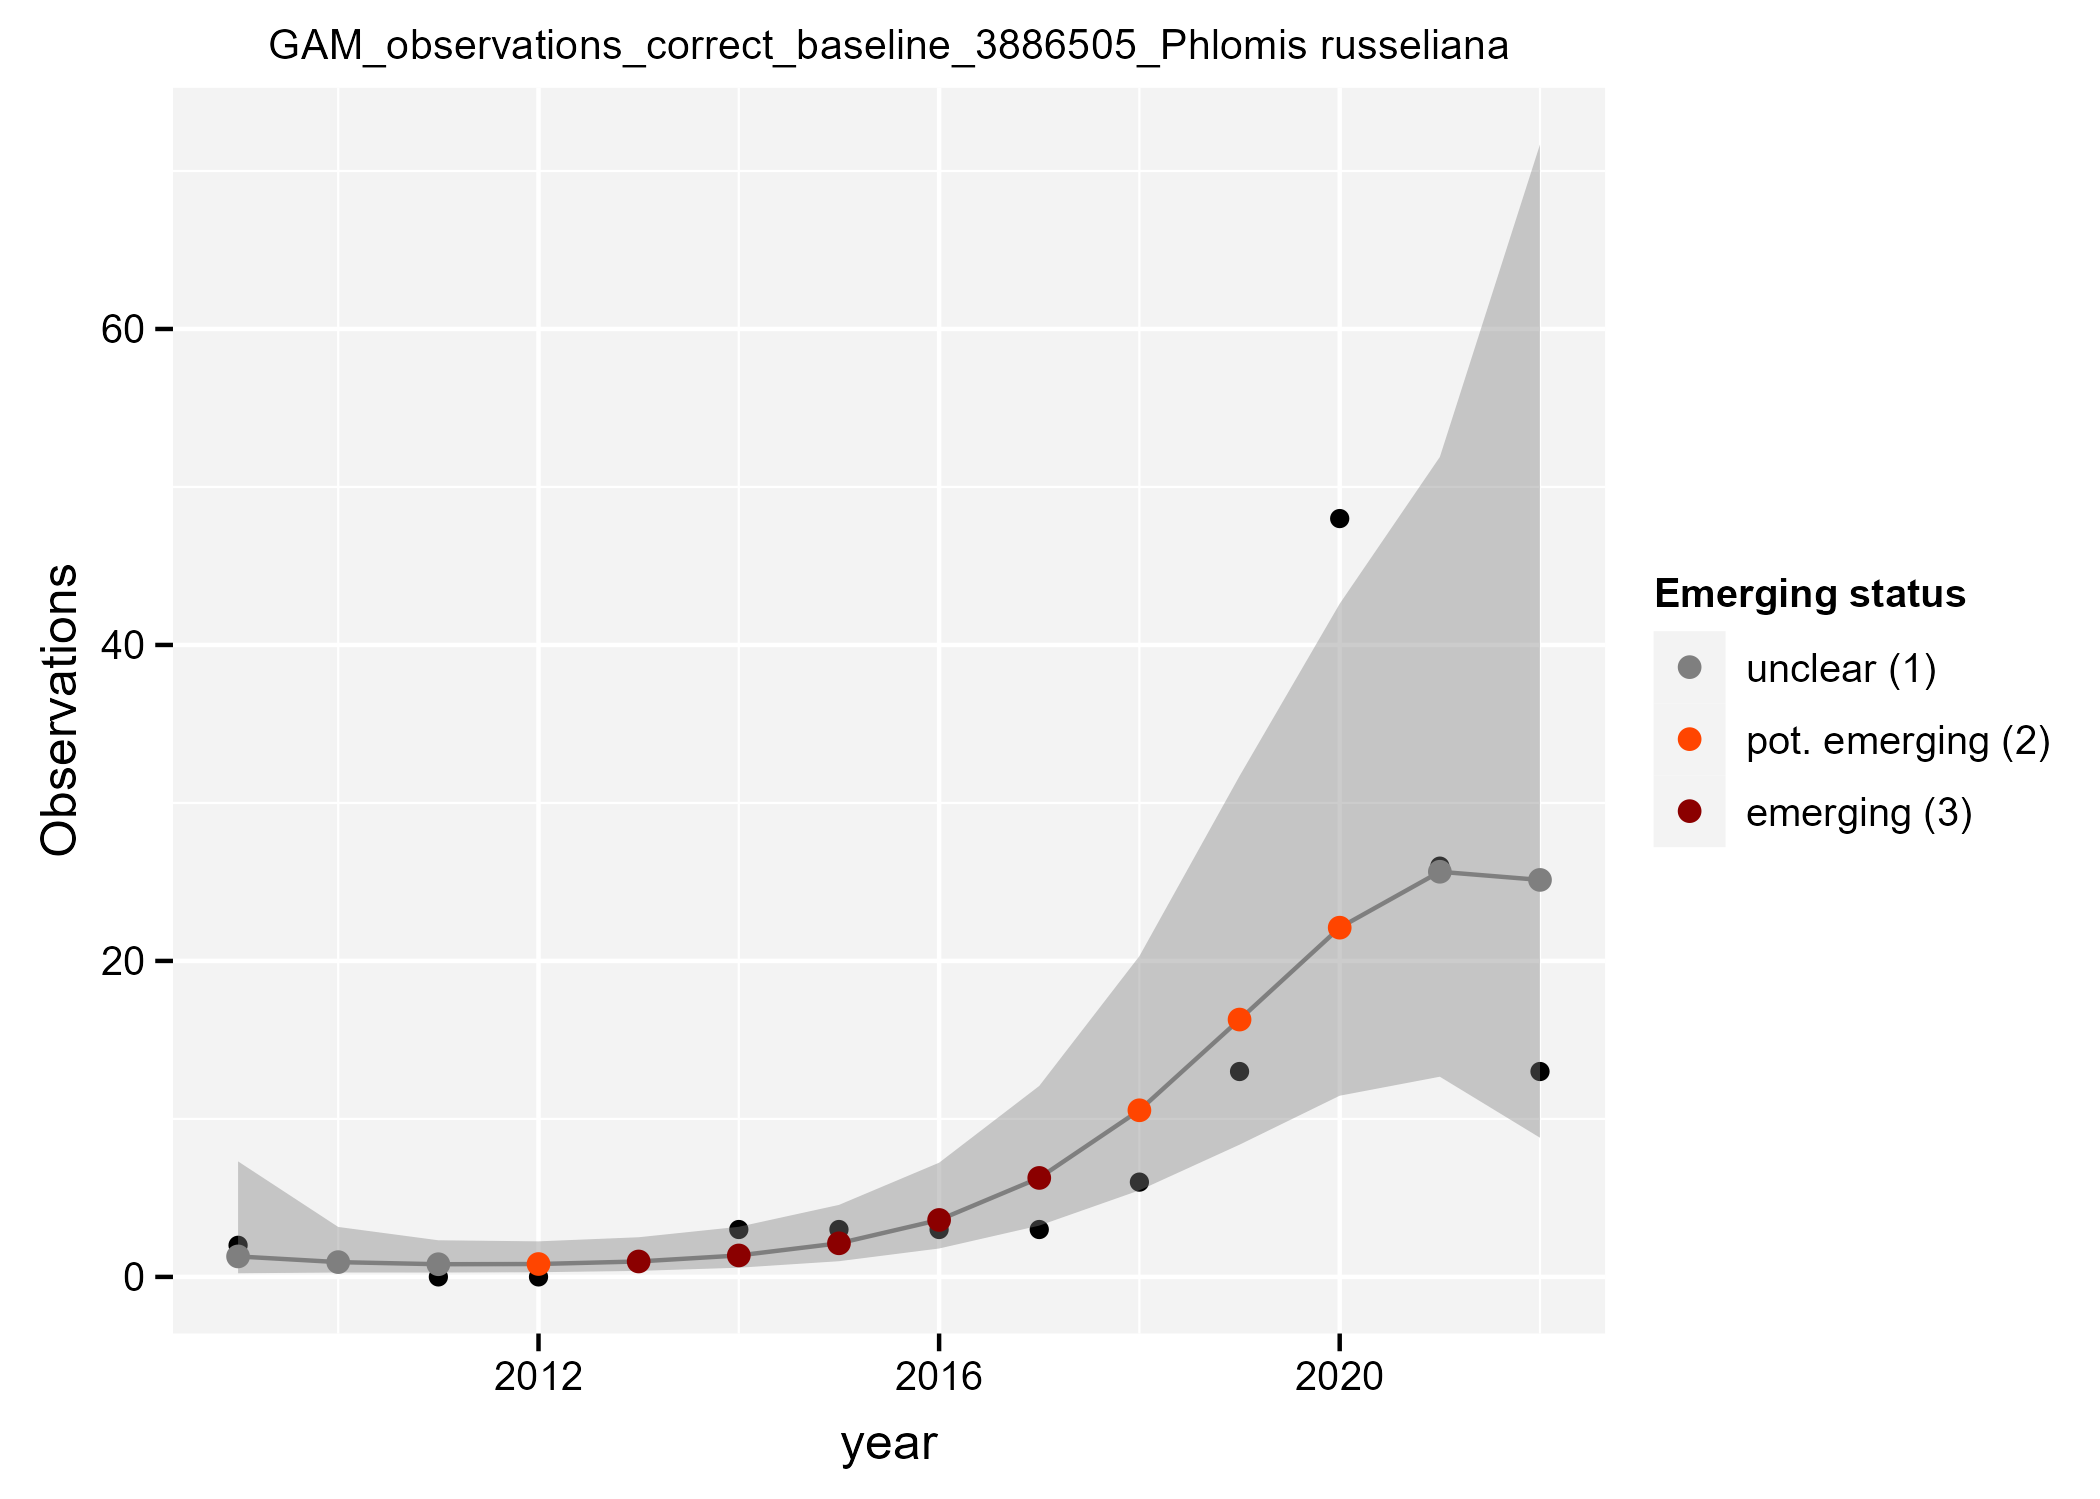 GAM_observations_correct_baseline_3886505_Phlomis russeliana
Observations
60
40
20
0
2012
2016
2020
year
Emerging status
unclear (1)
pot. emerging (2)
emerging (3)